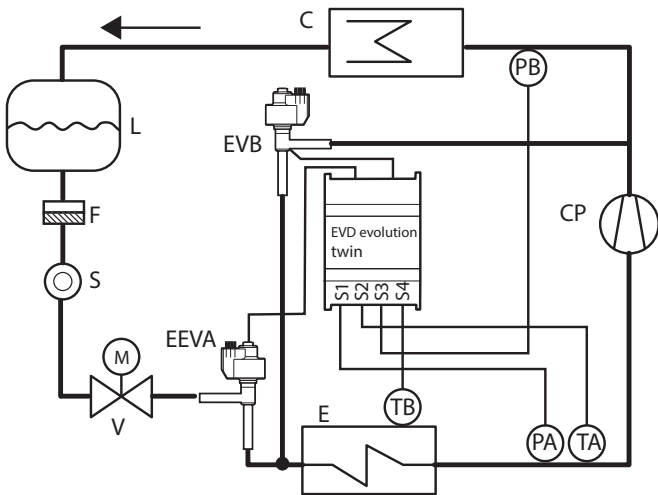 C
PB
L
EVB
CP
F
EVD evolution
twin
S
S1 S2 S3 S4
EEVA
M
TB
E
PA
TA
V